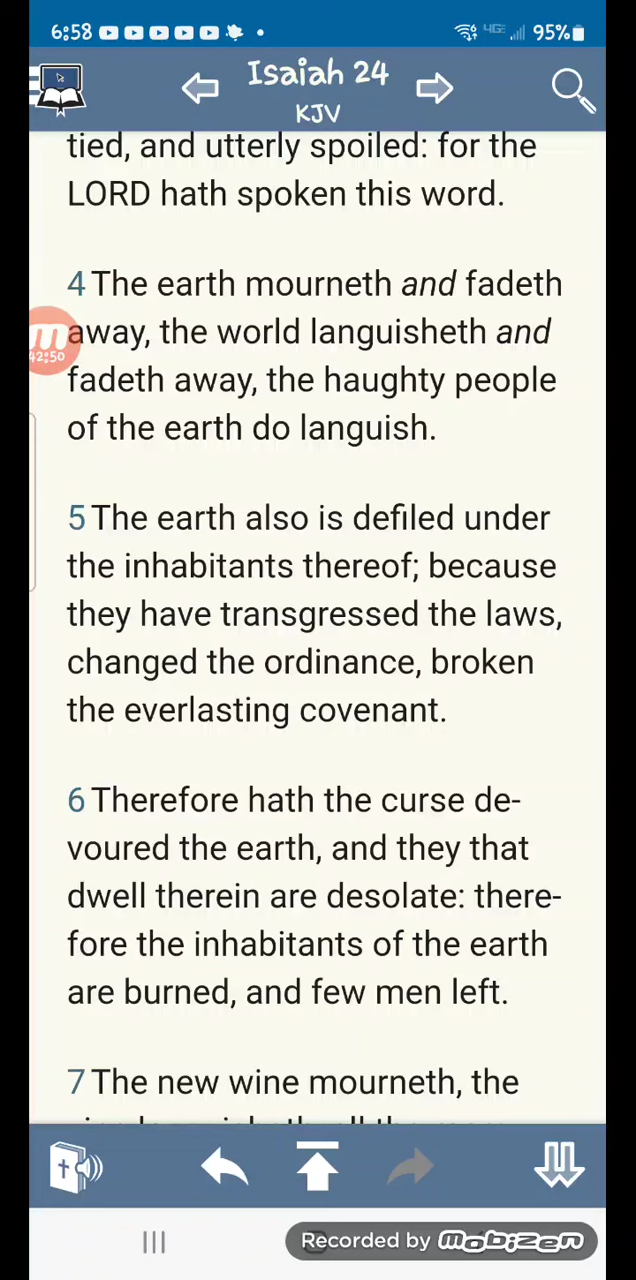 6:58
4GE
95%
Isaiah 24
KJV
tied, and utterly spoiled: for the
LORD hath spoken this word.
4 The earth mourneth and fadeth
away, the world languisheth and
fadeth away, the haughty people
of the earth do languish.
m
42:50
5 The earth also is defiled under
the inhabitants thereof; because
they have transgressed the laws,
changed the ordinance, broken
the everlasting covenant.
6 Therefore hath the curse de-
voured the earth, and they that
dwell therein are desolate: there-
fore the inhabitants of the earth
are burned, and few men left.
7 The new wine mourneth, the
Recorded by mobizen